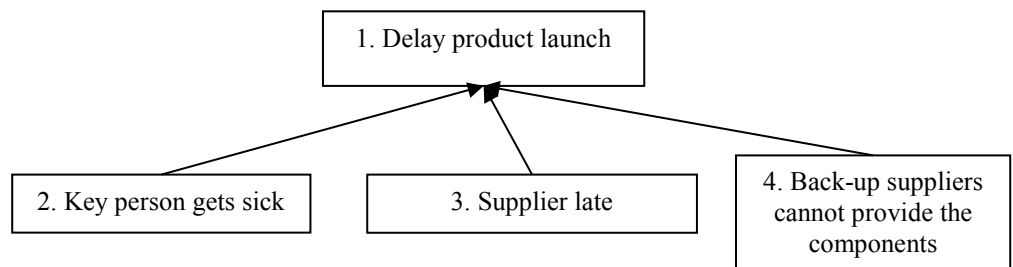 1. Delay product launch
2. Key person gets sick
3. Supplier late
4. Back-up suppliers
cannot provide the
components